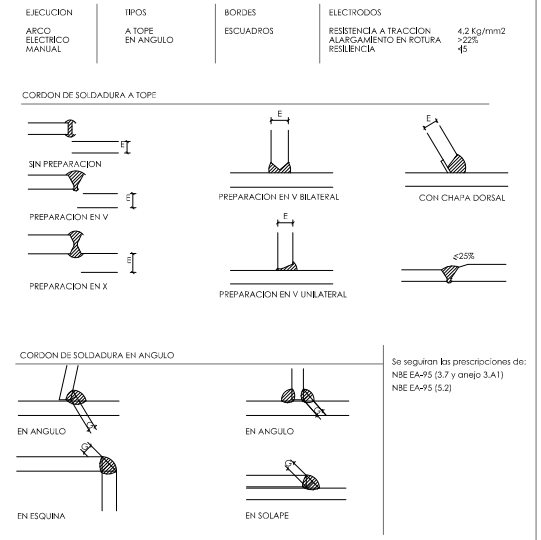 EJECUCION
ARCO
ELECTRICO
MANUAL
TIPOS
A TOPE
EN ANGULO
BORDES
ESCUADROS
ELECTRODOS
RESISTENCIA A TRACCION 4.2 Kg/mm2
ALARGAMIENTO EN ROTURA >22%
RESILIENCIA
CORDON DE SOLDADURA A TOPE
E
SIN PREPARACION
E
PREPARACION EN V BILATERAL
E
CON CHAPA DORSAL
E
PREPARACION EN V
E
PREPARACION EN X
E
PREPARACION EN V UNILATERAL
≤25%
CORDON DE SOLDADURA EN ANGULO
G
EN ANGULO
G
EN ANGULO
G
EN ESQUINA
G
EN SOLAPE
Se seguiran las prescripciones de:
NBE EA-95 (3.7 y anejo 3.A1)
NBE EA-95 (5.2)